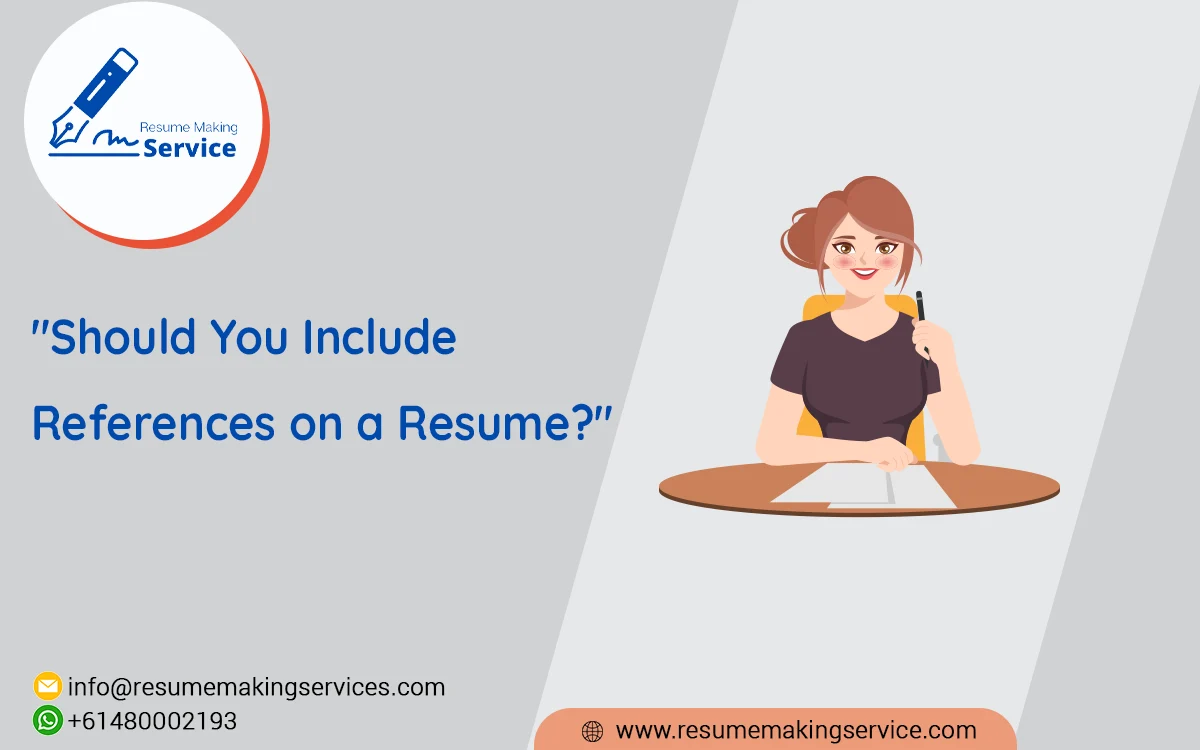 Resume Making
Service
"Should You Include
References on a Resume?"
info@resumemakingservices.com
+61480002193
www.resumemakingservice.com